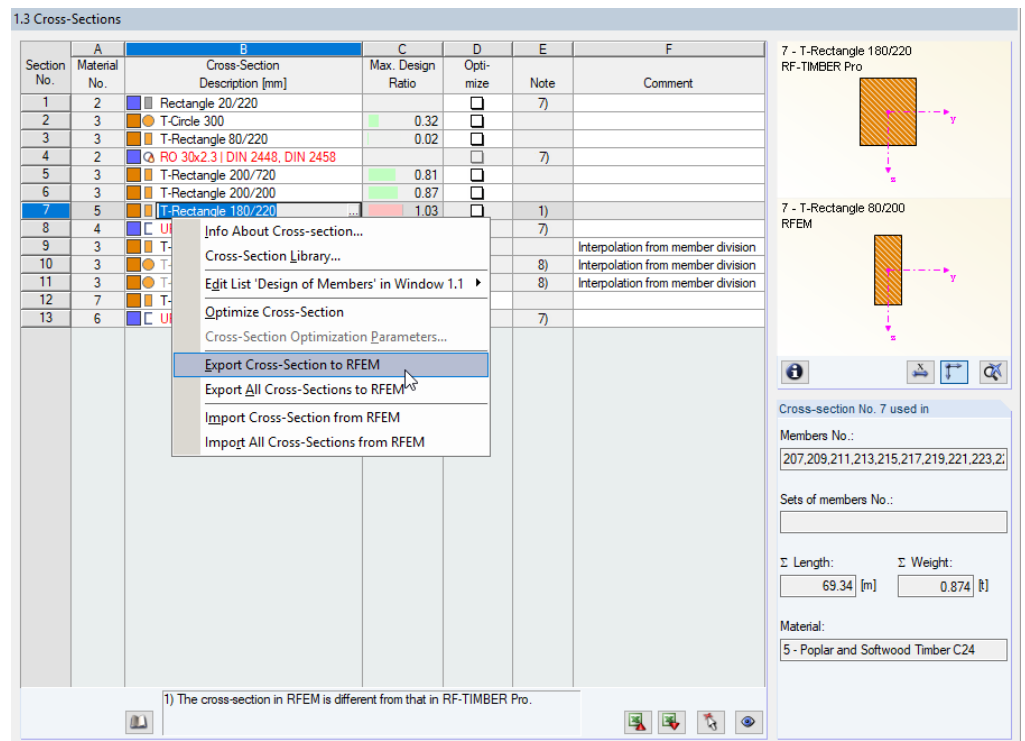 1.3 Cross-Sections
A B C D E F
Section Material Cross-Section Max. Design Opti-
No. No. Description [mm] Ratio mize Note Comment
1 2 Rectangle 20/220 7)
2 3 T-Circle 300 0.32
3 3 T-Rectangle 80/220 0.02
4 2 RO 30x2.3 | DIN 2448, DIN 2458 7)
5 3 T-Rectangle 200/720 0.81
6 3 T-Rectangle 200/200 0.87
7 5 T-Rectangle 180/220 ... 1.03 1)
8 4 7)
9 3 T- Interpolation from member division
10 3 T- 8) Interpolation from member division
11 3 T- 8) Interpolation from member division
12 7 T-
13 6 7)
Info About Cross-section...
Cross-Section Library...
Edit List 'Design of Members' in Window 1.1
Optimize Cross-Section
Cross-Section Optimization Parameters...
Export Cross-Section to RFEM
Export All Cross-Sections to RFEM
Import Cross-Section from RFEM
Import All Cross-Sections from RFEM
1) The cross-section in RFEM is different from that in RF-TIMBER Pro.
7 - T-Rectangle 180/220
RF-TIMBER Pro
y
z
7 - T-Rectangle 80/200
RFEM
y
z
Cross-section No. 7 used in
Members No.:
207,209,211,213,215,217,219,221,223,2
Sets of members No.:
Σ Length: Σ Weight:
69.34 [m] 0.874 [t]
Material:
5 - Poplar and Softwood Timber C24